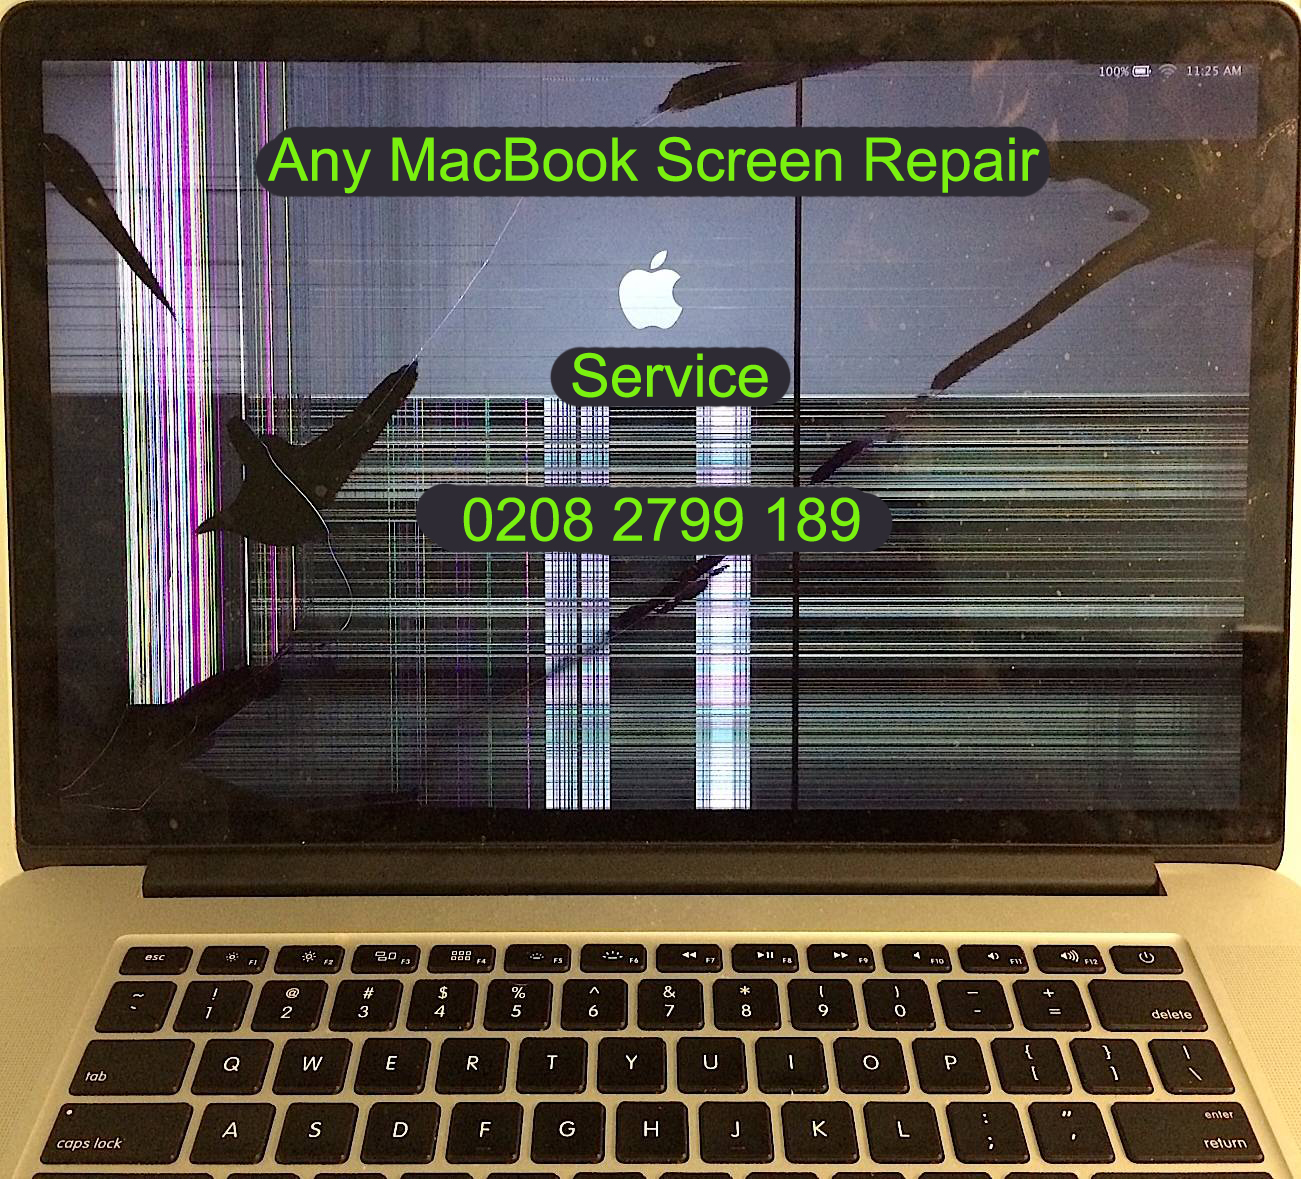 100% 11:25 AM
Any MacBook Screen Repair
Service
0208 2799 189
esc F1 F2 F3 F4 F5 F6 F7 F8 F9 F10 F11 F12
~ ! @ # $ % ^ & * ( ) _ +
` 1 2 3 4 5 6 7 8 9 0 - = delete
tab Q W E R T Y U I O P { [ } ] | \
caps lock A S D F G H J K L : ; " ' enter return